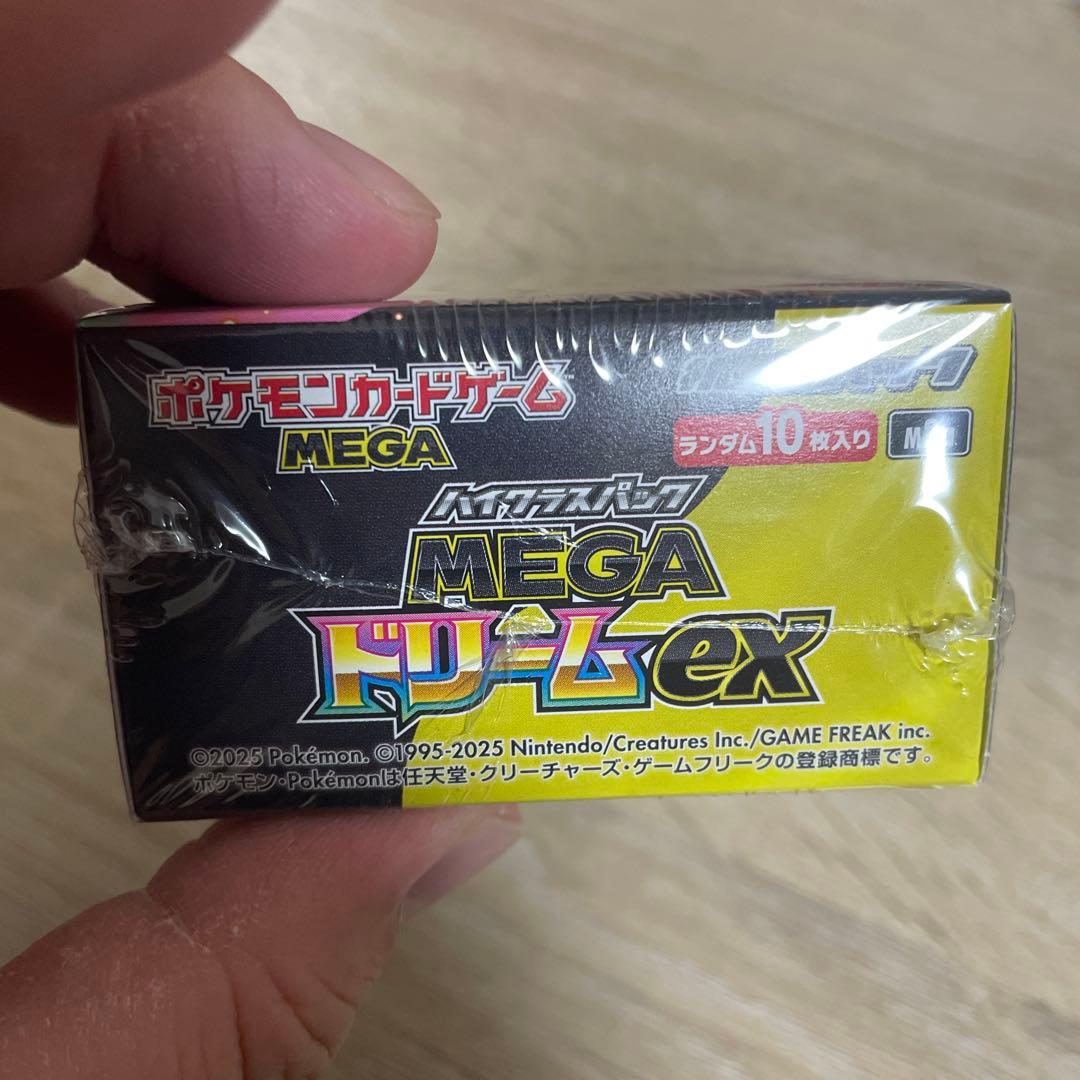 ポケモンカードゲーム
MEGA
ランダム10枚入り
ハイクラスパック
MEGA
ドリームex
©2025 Pokémon. ©1995-2025 Nintendo/Creatures Inc./GAME FREAK inc.
ポケモン・Pokémonは任天堂・クリーチャーズ・ゲームフリークの登録商標です。